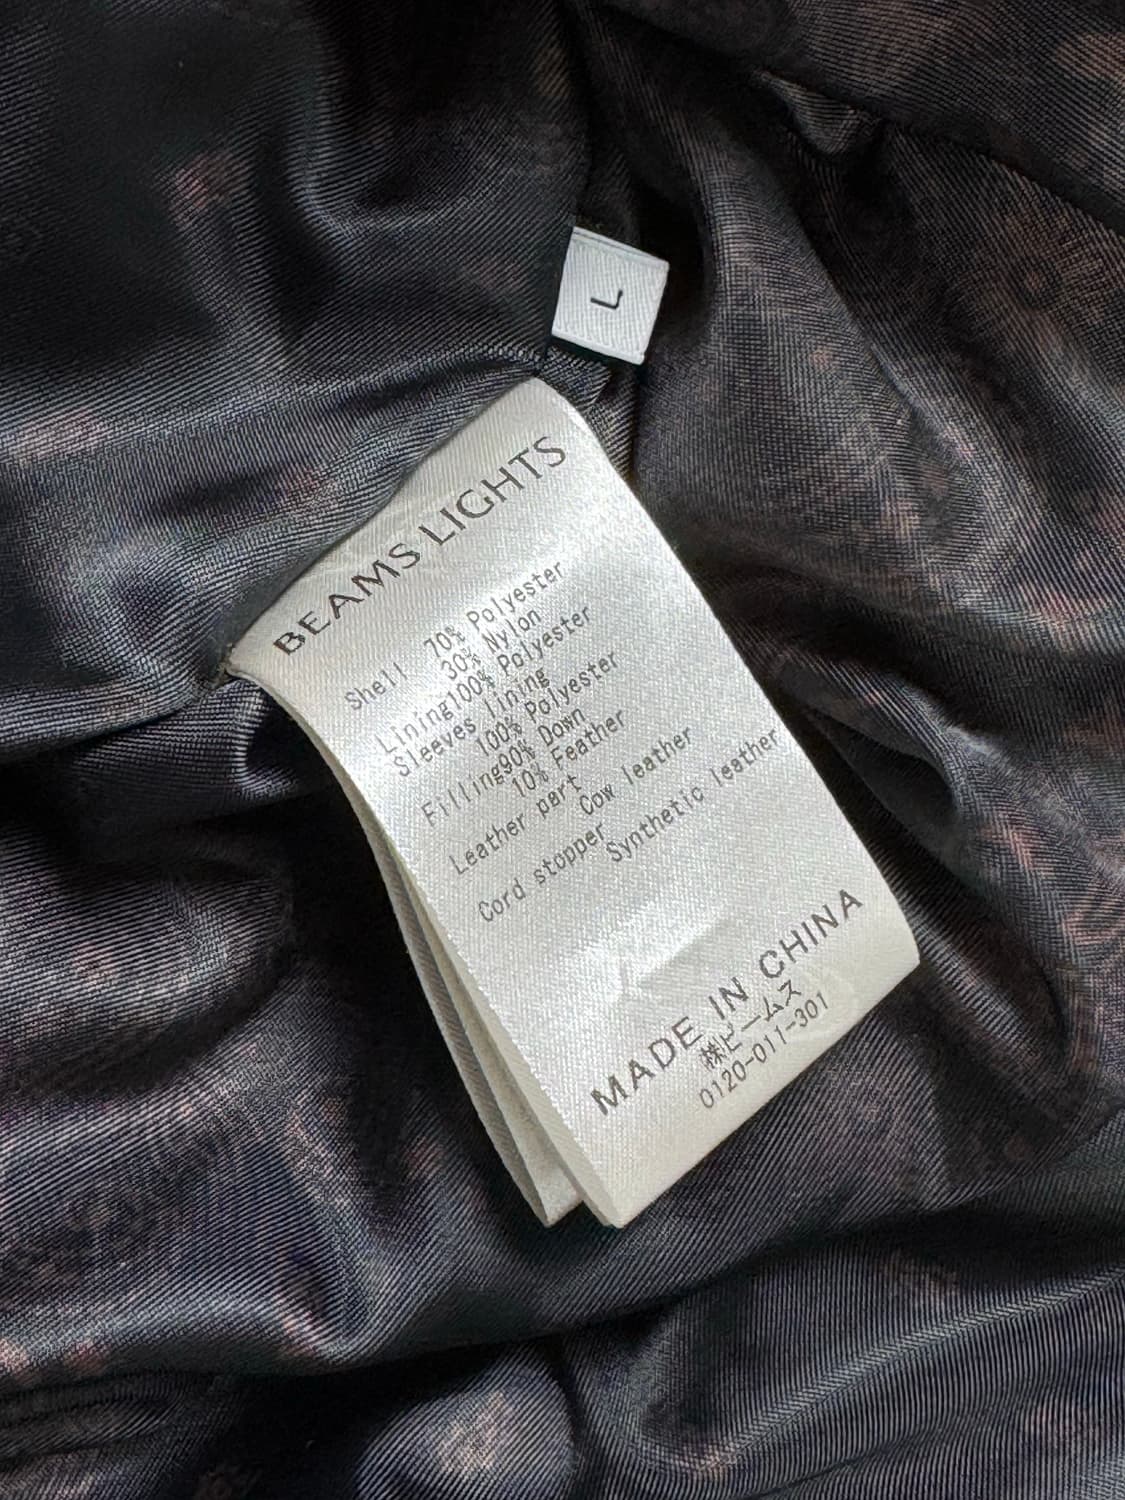 L
BEAMS LIGHTS
Shell 70% Polyester
30% Nylon
Lining100% Polyester
Sleeves lining
100% Polyester
Filling90% Down
10% Feather
Leather part
Cow leather
Cord stopper
Synthetic leather
MADE IN CHINA
㈱ビームス
0120-011-301